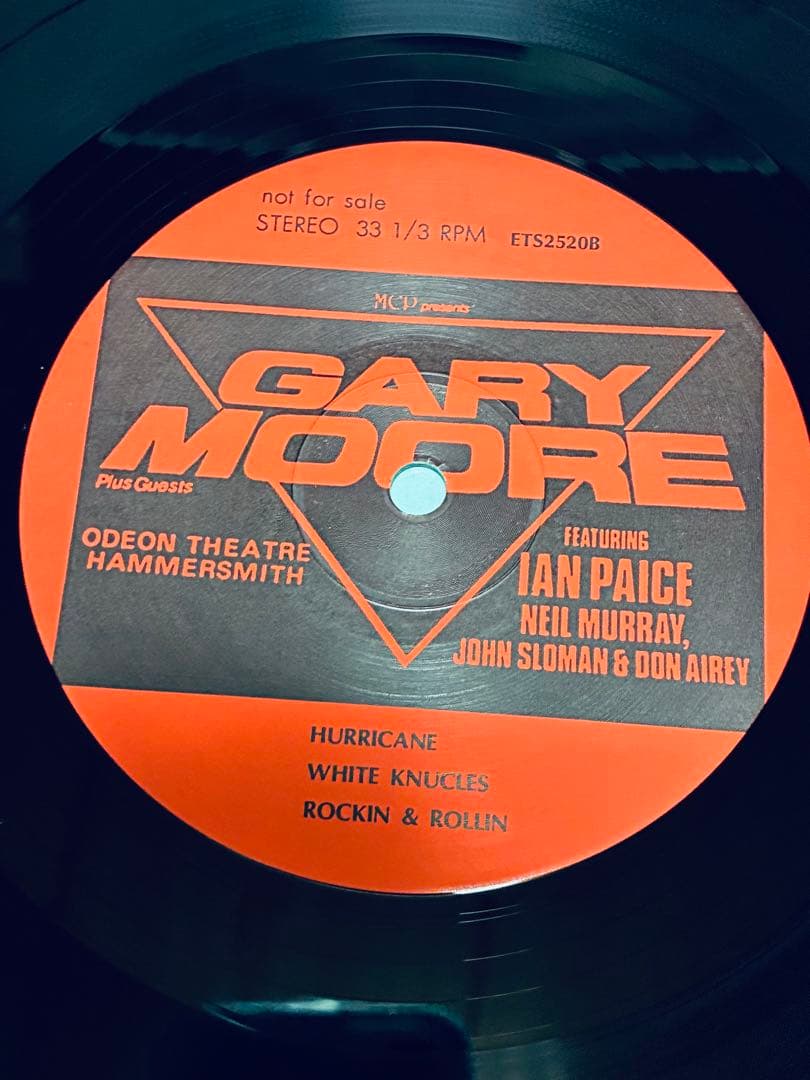 not for sale
STEREO 33 1/3 RPM ETS2520B
MCP presents
GARY
MOORE
Plus Guests
ODEON THEATRE
HAMMERSMITH
FEATURING
IAN PAICE
NEIL MURRAY,
JOHN SLOMAN & DON AIREY
HURRICANE
WHITE KNUCLES
ROCKIN & ROLLIN